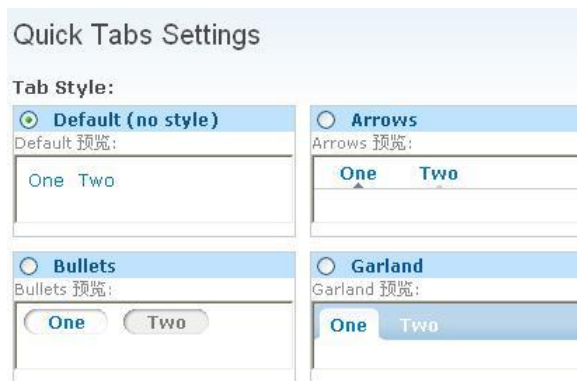 Quick Tabs Settings
Tab Style:
Default (no style)
Default 预览:
One Two
Arrows
Arrows 预览:
One Two
Bullets
Bullets 预览:
One Two
Garland
Garland 预览:
One Two